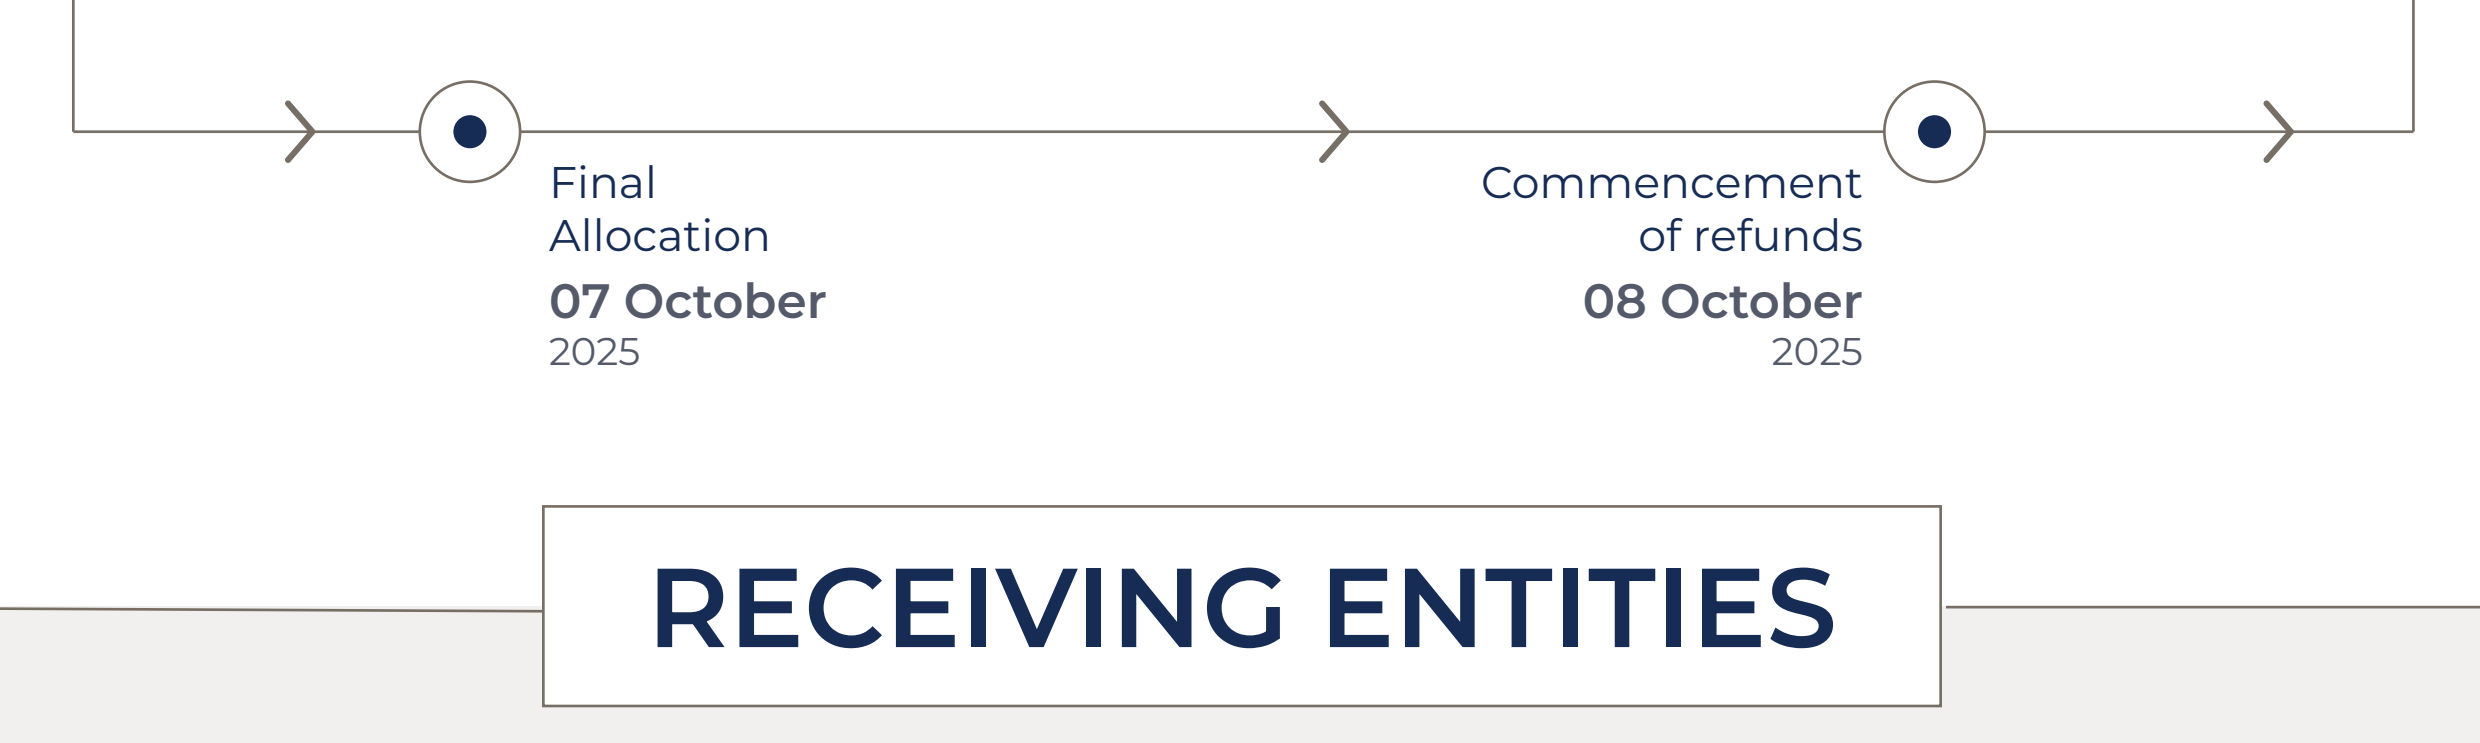 Final
Allocation
07 October
2025
Commencement
of refunds
08 October
2025
RECEIVING ENTITIES